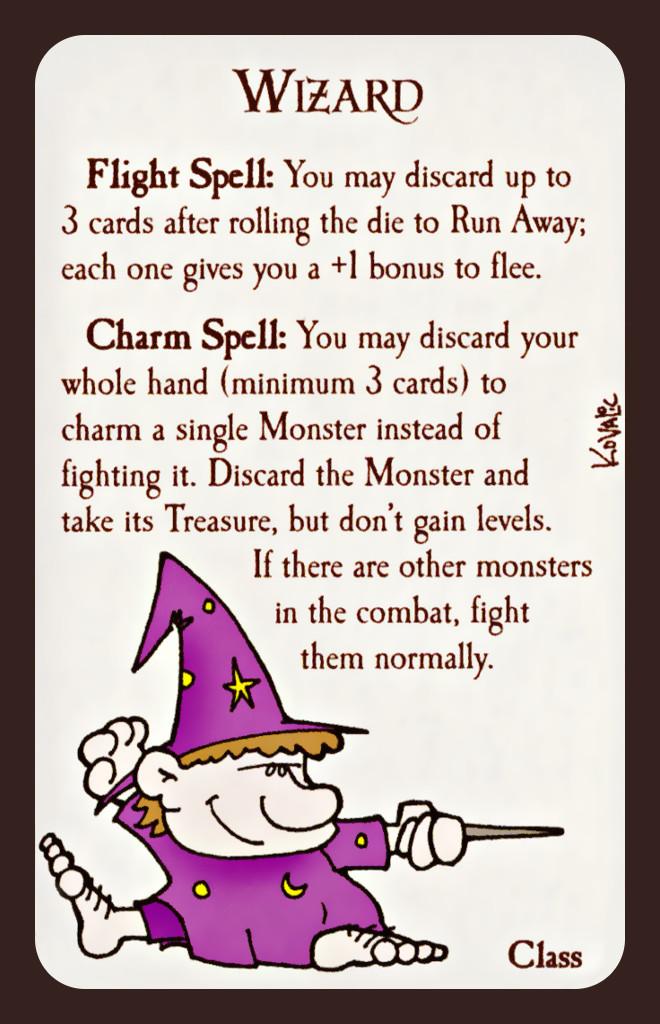 Wizard
Flight Spell: You may discard up to
3 cards after rolling the die to Run Away;
each one gives you a +1 bonus to flee.
Charm Spell: You may discard your
whole hand (minimum 3 cards) to
charm a single Monster instead of
fighting it. Discard the Monster and
take its Treasure, but don't gain levels.
If there are other monsters
in the combat, fight
them normally.
KOVALIC
Class